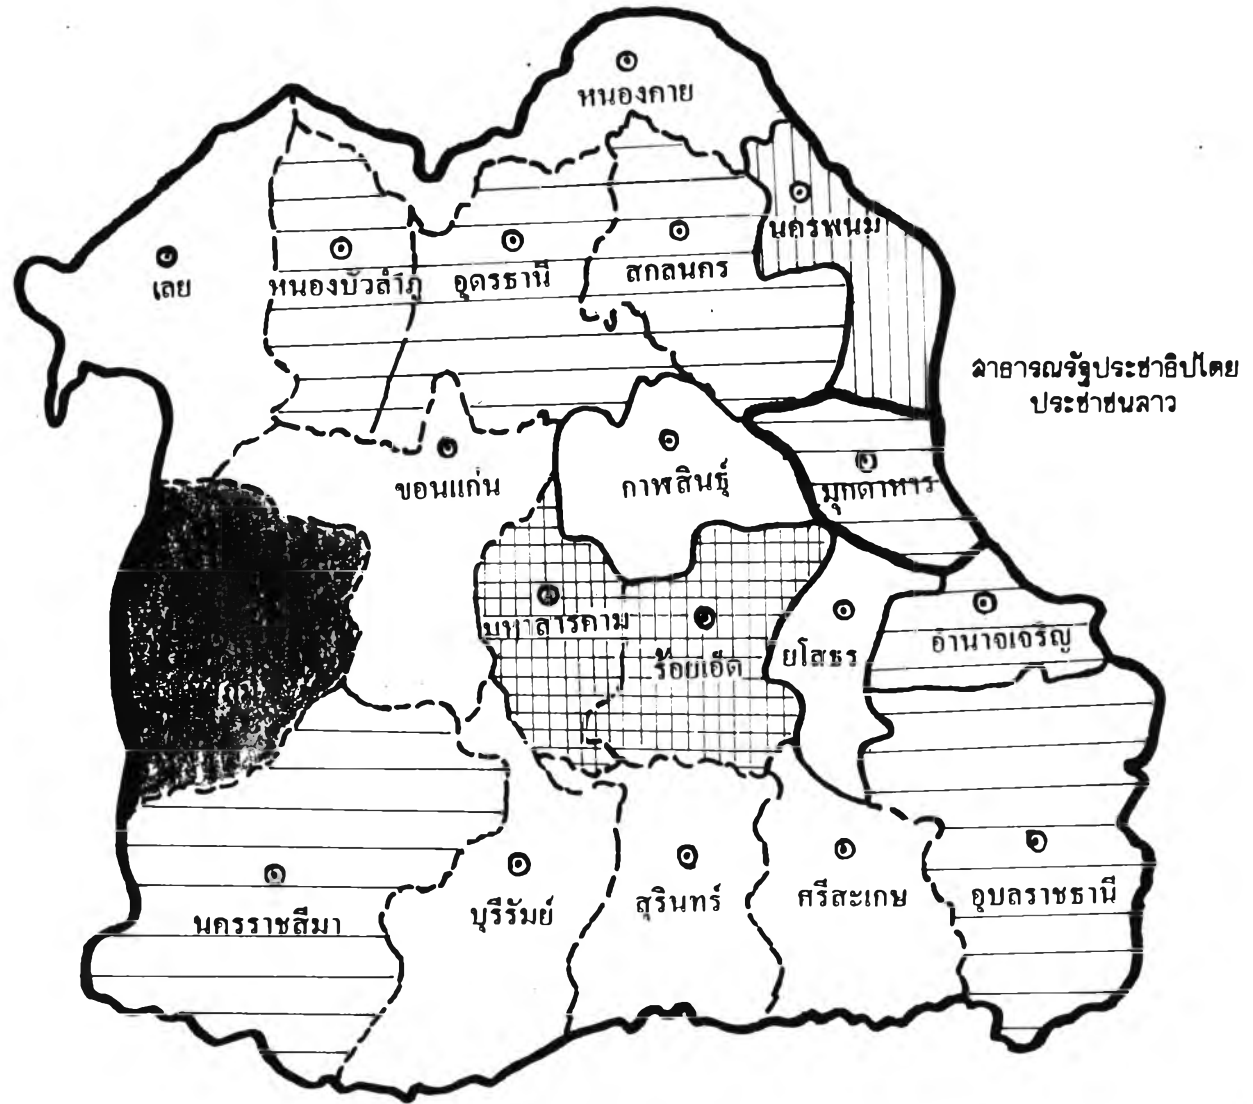 หนองคาย
นครพนม
เลย
หนองบัวลำภู
อุดรธานี
สกลนคร
สาธารณรัฐประชาธิปไตย
ประชาชนลาว
ขอนแก่น
กาฬสินธุ์
มุกดาหาร
มหาสารคาม
ร้อยเอ็ด
ยโสธร
อำนาจเจริญ
นครราชสีมา
บุรีรัมย์
สุรินทร์
ศรีสะเกษ
อุบลราชธานี